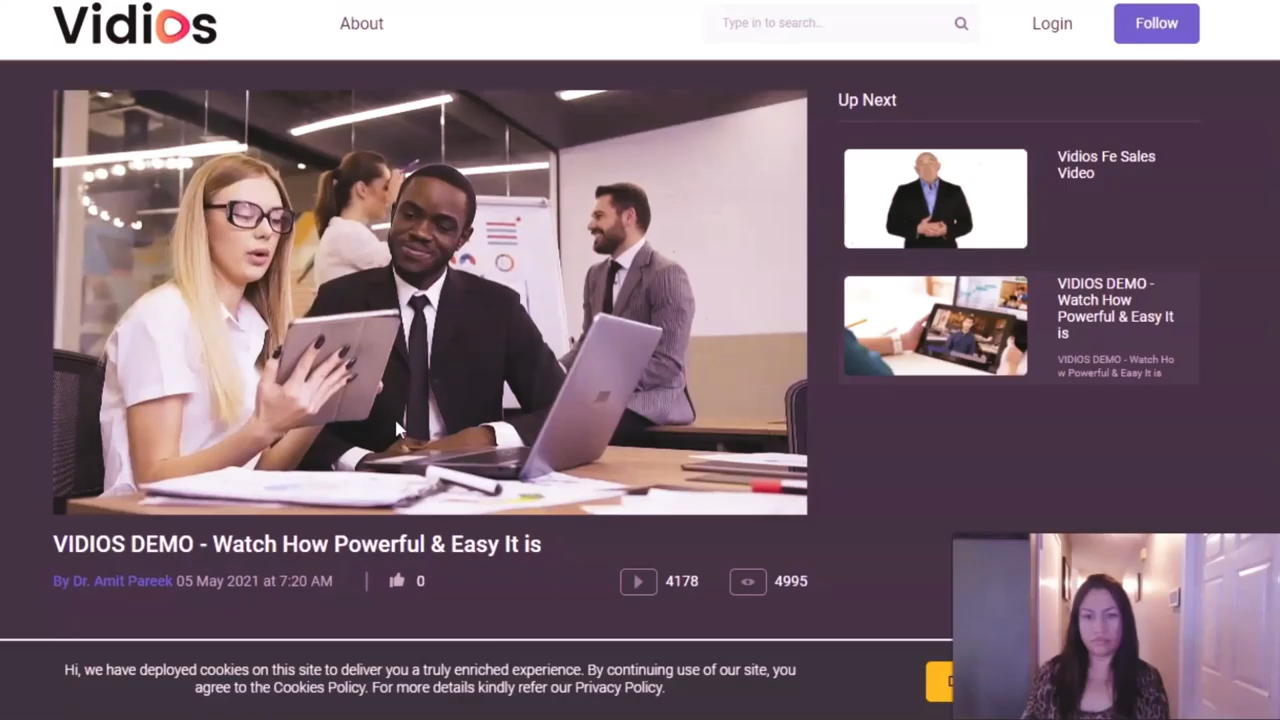 Vidios
About
Type in to search...
Login
Follow
Up Next
Vidios Fe Sales
Video
VIDIOS DEMO -
Watch How
Powerful & Easy It
is
VIDIOS DEMO - Watch Ho
w Powerful & Easy It is
VIDIOS DEMO - Watch How Powerful & Easy It is
By Dr. Amit Pareek 05 May 2021 at 7:20 AM
0
4178
4995
Hi, we have deployed cookies on this site to deliver you a truly enriched experience. By continuing use of our site, you
agree to the Cookies Policy. For more details kindly refer our Privacy Policy.